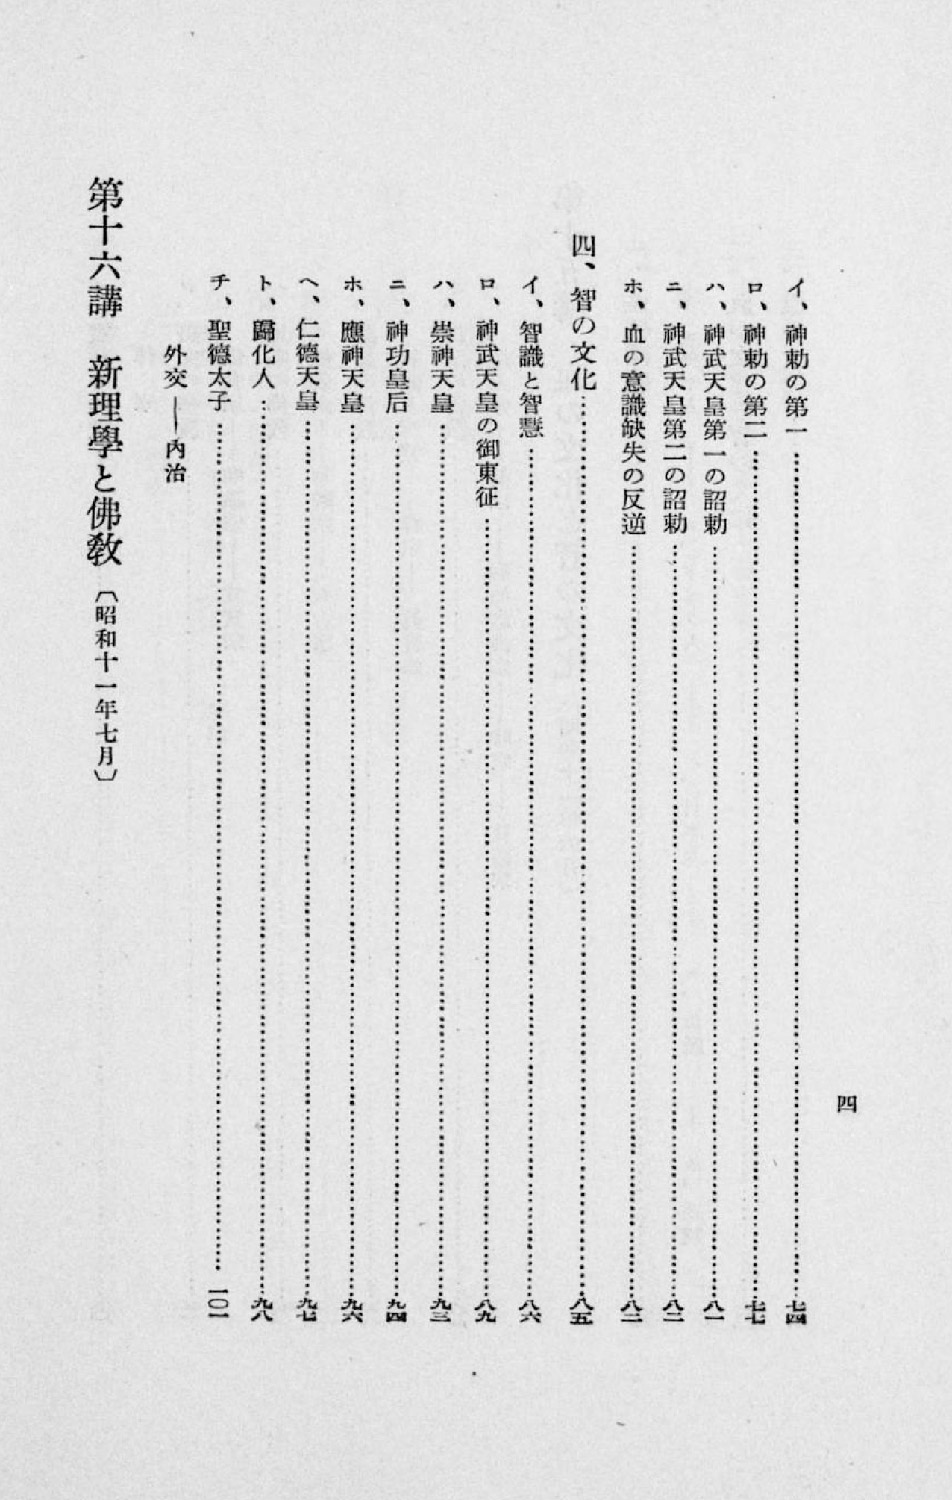 四
イ、神勅の第一……七四
ロ、神勅の第二……七七
ハ、神武天皇第一の詔勅……八一
ニ、神武天皇第二の詔勅……八二
ホ、血の意識缺失の反逆……八二
四、智の文化……八五
イ、智識と智慧……八六
ロ、神武天皇の御東征……八九
ハ、崇神天皇……九三
ニ、神功皇后……九四
ホ、應神天皇……九六
ヘ、仁德天皇……九七
ト、歸化人……九八
チ、聖德太子……一〇一
外交―內治
第十六講 新理學と佛教〔昭和十一年七月〕